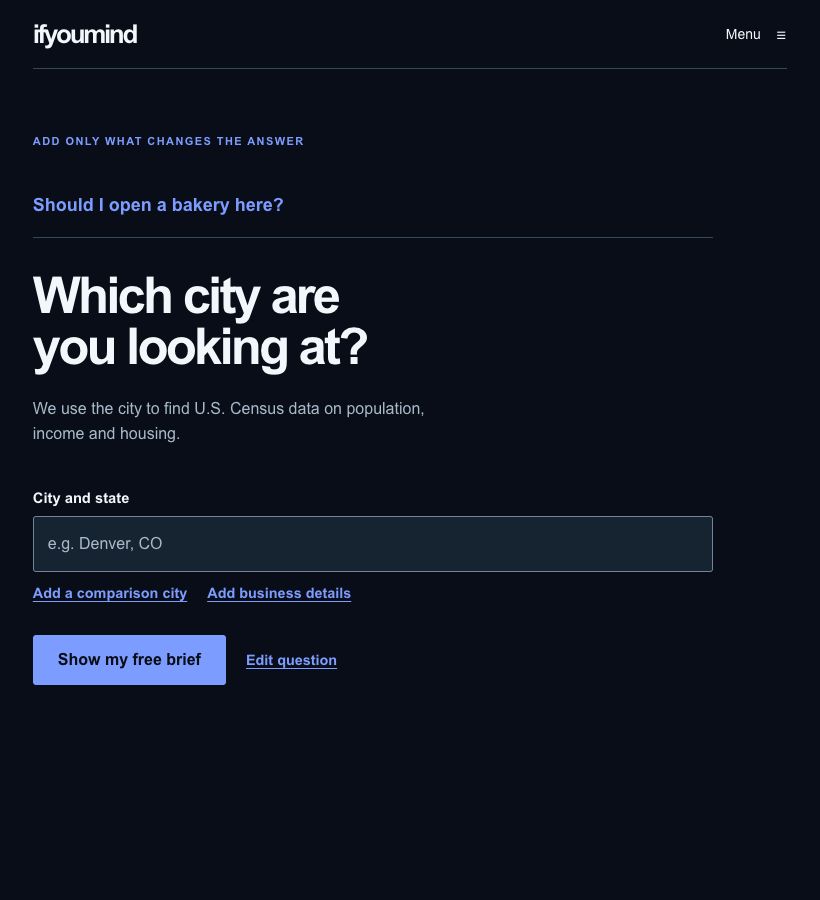 ifyoumind
Menu ≡
ADD ONLY WHAT CHANGES THE ANSWER
Should I open a bakery here?
Which city are
you looking at?
We use the city to find U.S. Census data on population,
income and housing.
City and state
e.g. Denver, CO
Add a comparison city Add business details
Show my free brief Edit question